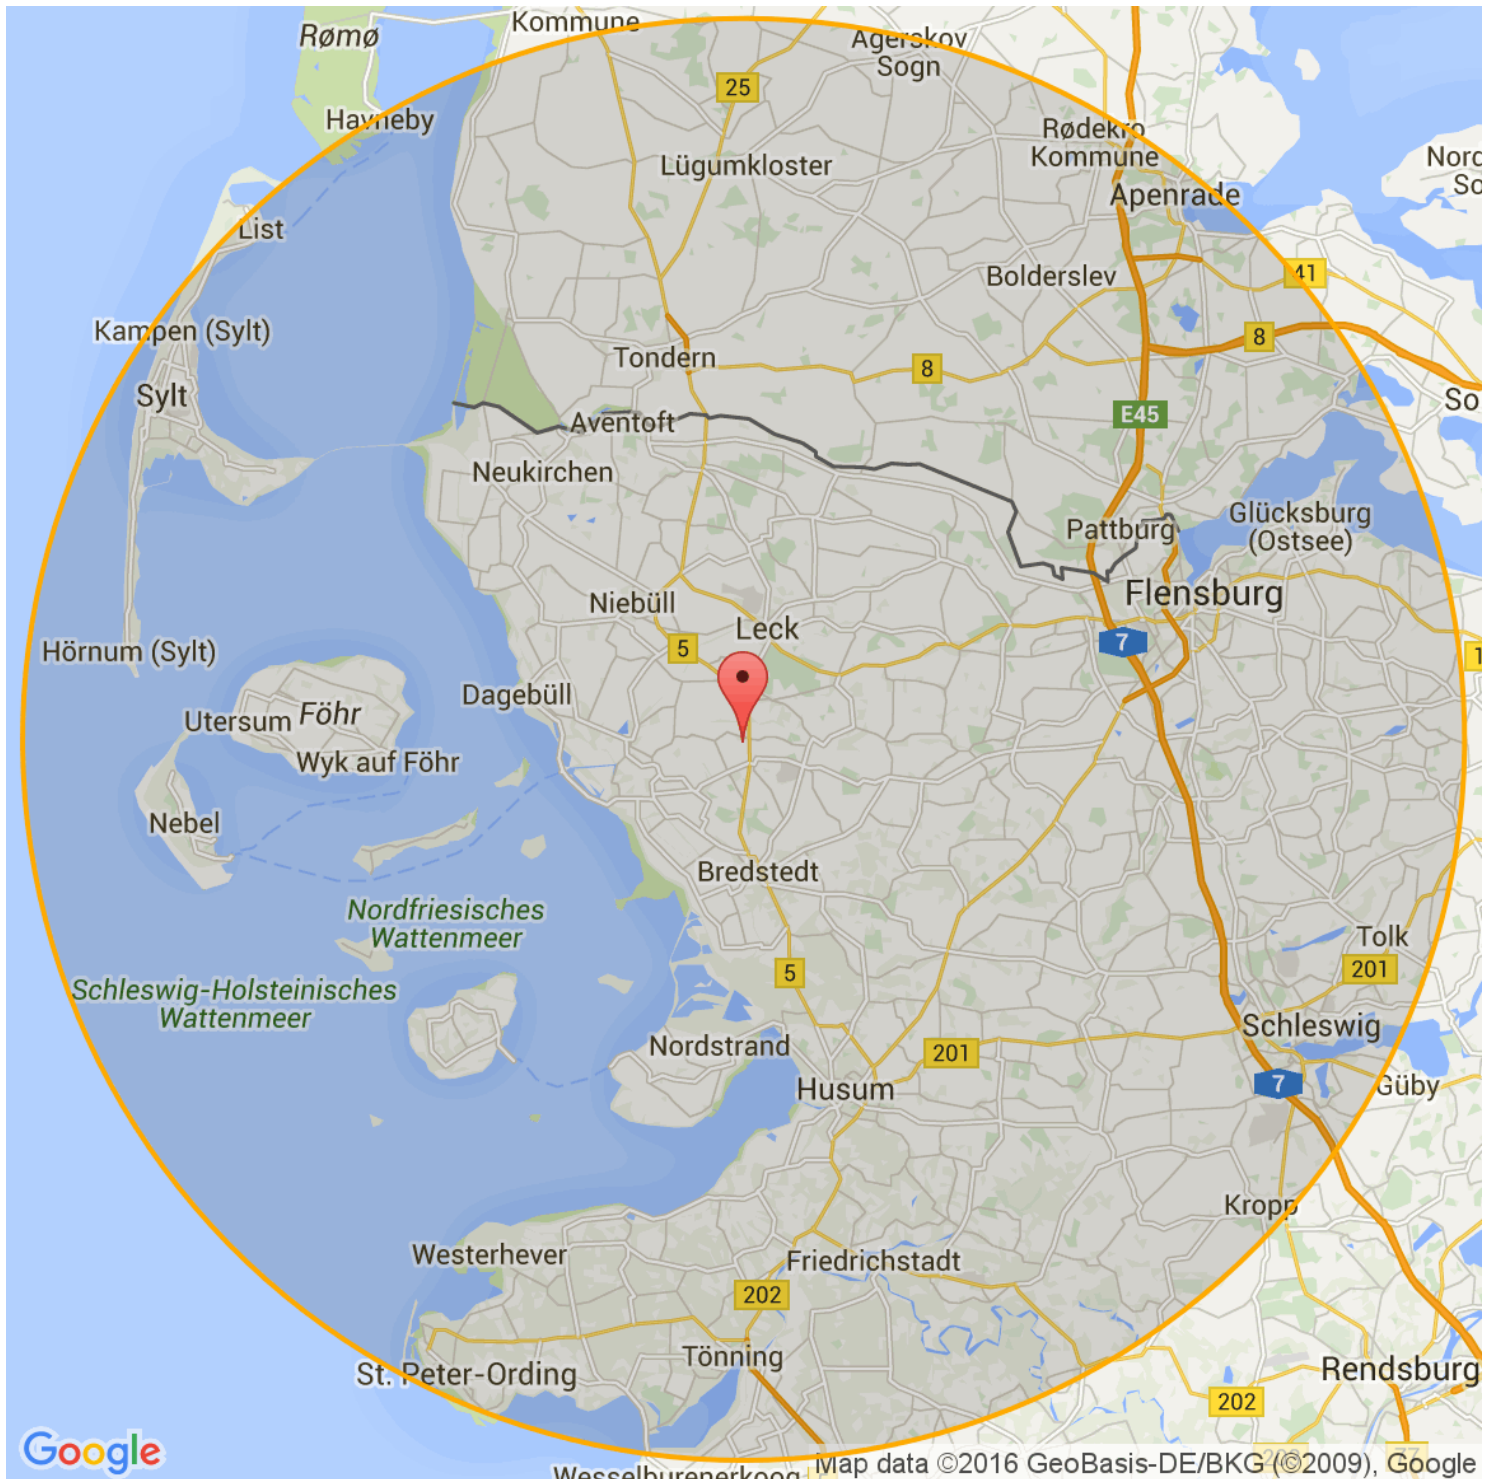 Kommune
Rømø
Agerskov
Sogn
25
Havneby
Rødekro
Kommune
Lügumkloster
Apenrade
List
Bolderslev
41
Kampen (Sylt)
8
Tondern
8
Sylt
E45
Aventoft
Neukirchen
Pattburg
Glücksburg
(Ostsee)
Flensburg
Niebüll
Leck
7
5
Hörnum (Sylt)
Dagebüll
Utersum
Föhr
Wyk auf Föhr
Nebel
Bredstedt
Nordfriesisches
Wattenmeer
Tolk
201
5
Schleswig-Holsteinisches
Wattenmeer
Schleswig
Nordstrand
201
Husum
7
Güby
Kropp
Westerhever
Friedrichstadt
202
Tönning
St. Peter-Ording
Rendsburg
202
Google
Map data ©2016 GeoBasis-DE/BKG (©2009), Google
Wesselburenerkoog